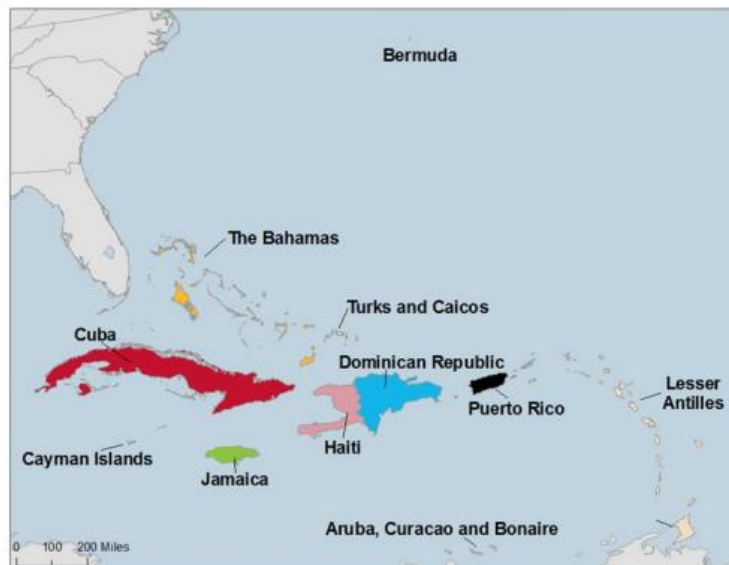 Bermuda
The Bahamas
Turks and Caicos
Cuba
Dominican Republic
Lesser
Antilles
Puerto Rico
Haiti
Cayman Islands
Jamaica
Aruba, Curacao and Bonaire
0 100 200 Miles